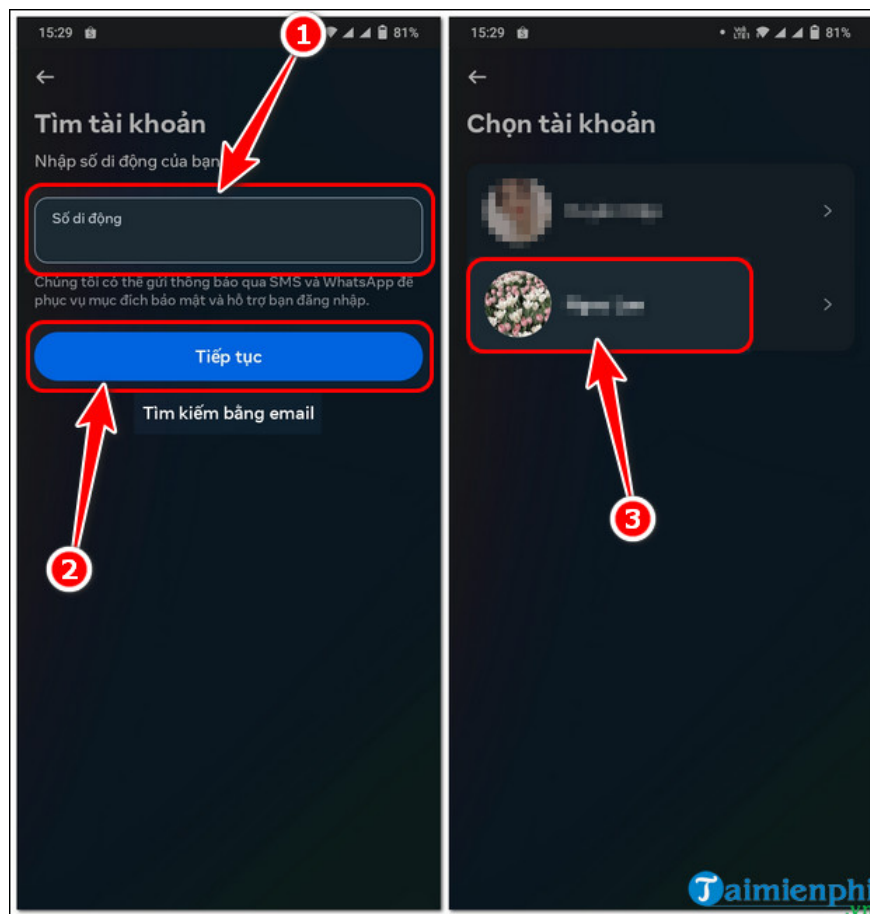 15:29
81%
1
Tìm tài khoản
Nhập số di động của bạn
Số di động
Chúng tôi có thể gửi thông báo qua SMS và WhatsApp để
phục vụ mục đích bảo mật và hỗ trợ bạn đăng nhập.
Tiếp tục
Tìm kiếm bằng email
2
15:29
81%
Chọn tài khoản
3
Taimienphi
.vn